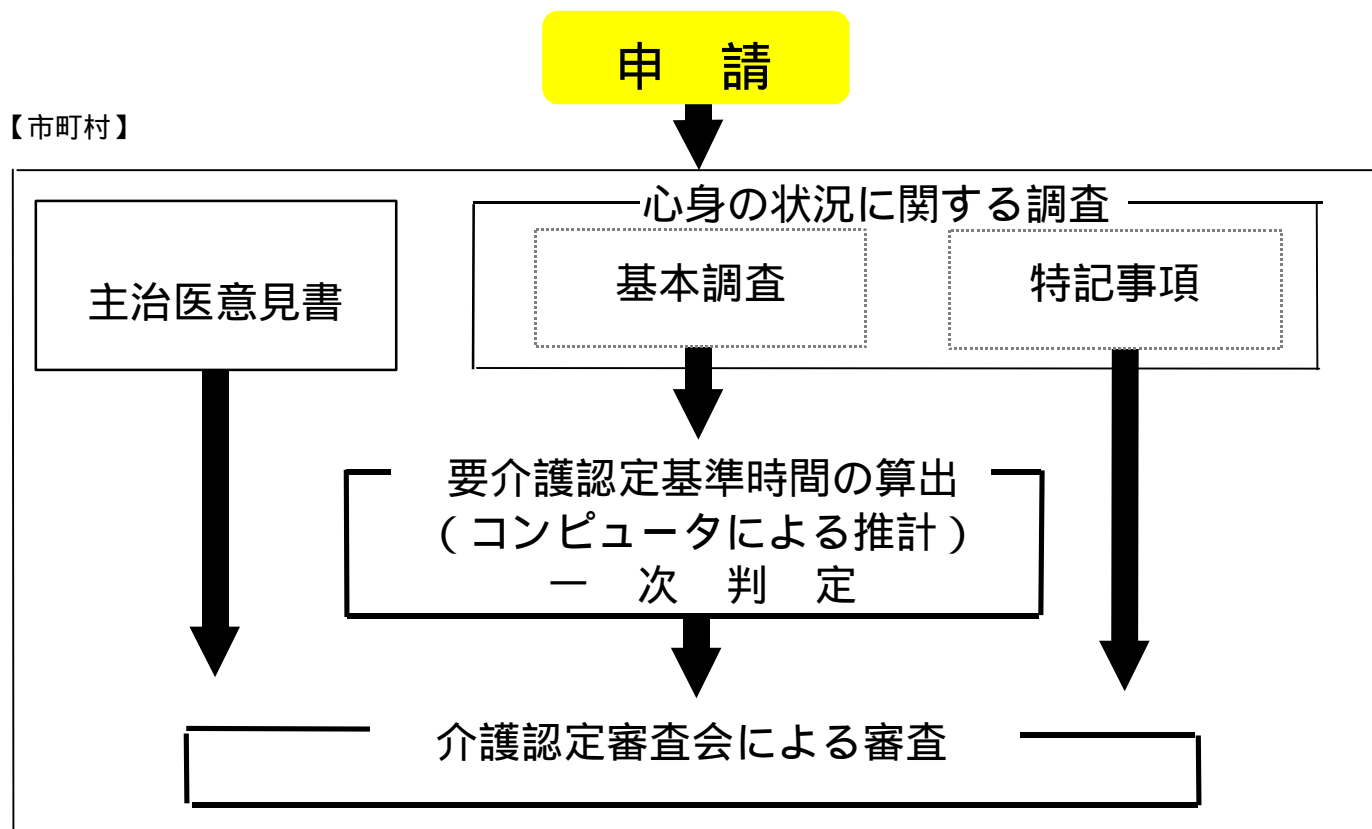 申　請
【市町村】
心身の状況に関する調査
主治医意見書
基本調査
特記事項
要介護認定基準時間の算出
（コンピュータによる推計）
一　次　判　定
介護認定審査会による審査